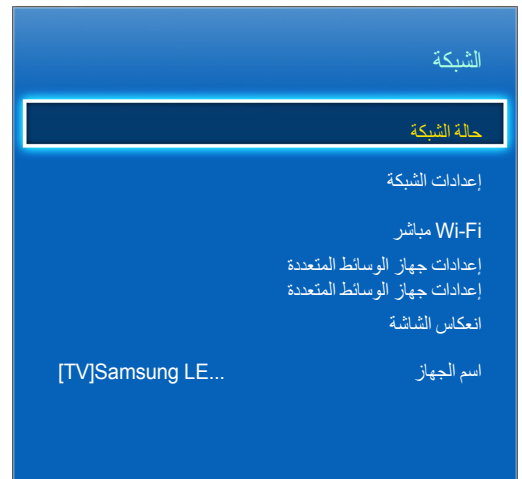 الشبكة
حالة الشبكة
إعدادات الشبكة
Wi-Fi مباشر
إعدادات جهاز الوسائط المتعددة
إعدادات جهاز الوسائط المتعددة
انعكاس الشاشة
اسم الجهاز [TV]Samsung LE...